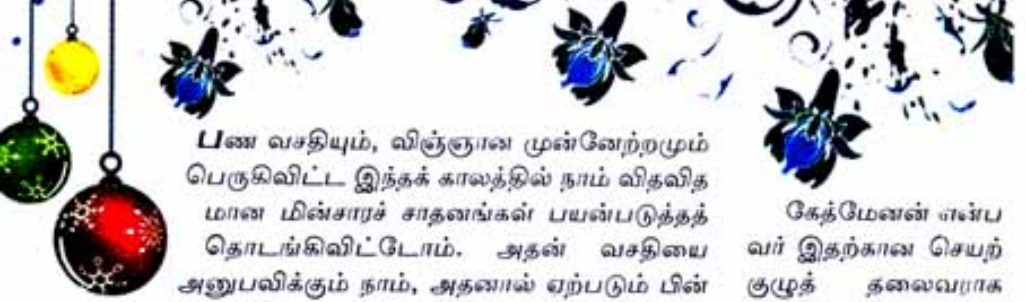 பண வசதியும், விஞ்ஞான முன்னேற்றமும்
பெருகிவிட்ட இந்தக் காலத்தில் நாம் விதவித
மான மின்சாரச் சாதனங்கள் பயன்படுத்தத்
தொடங்கிவிட்டோம். அதன் வசதியை
அனுபவிக்கும் நாம், அதனால் ஏற்படும் பின்
கேத்மேனன் என்ப
வர் இதற்கான செயற்
குழுத் தலைவராக